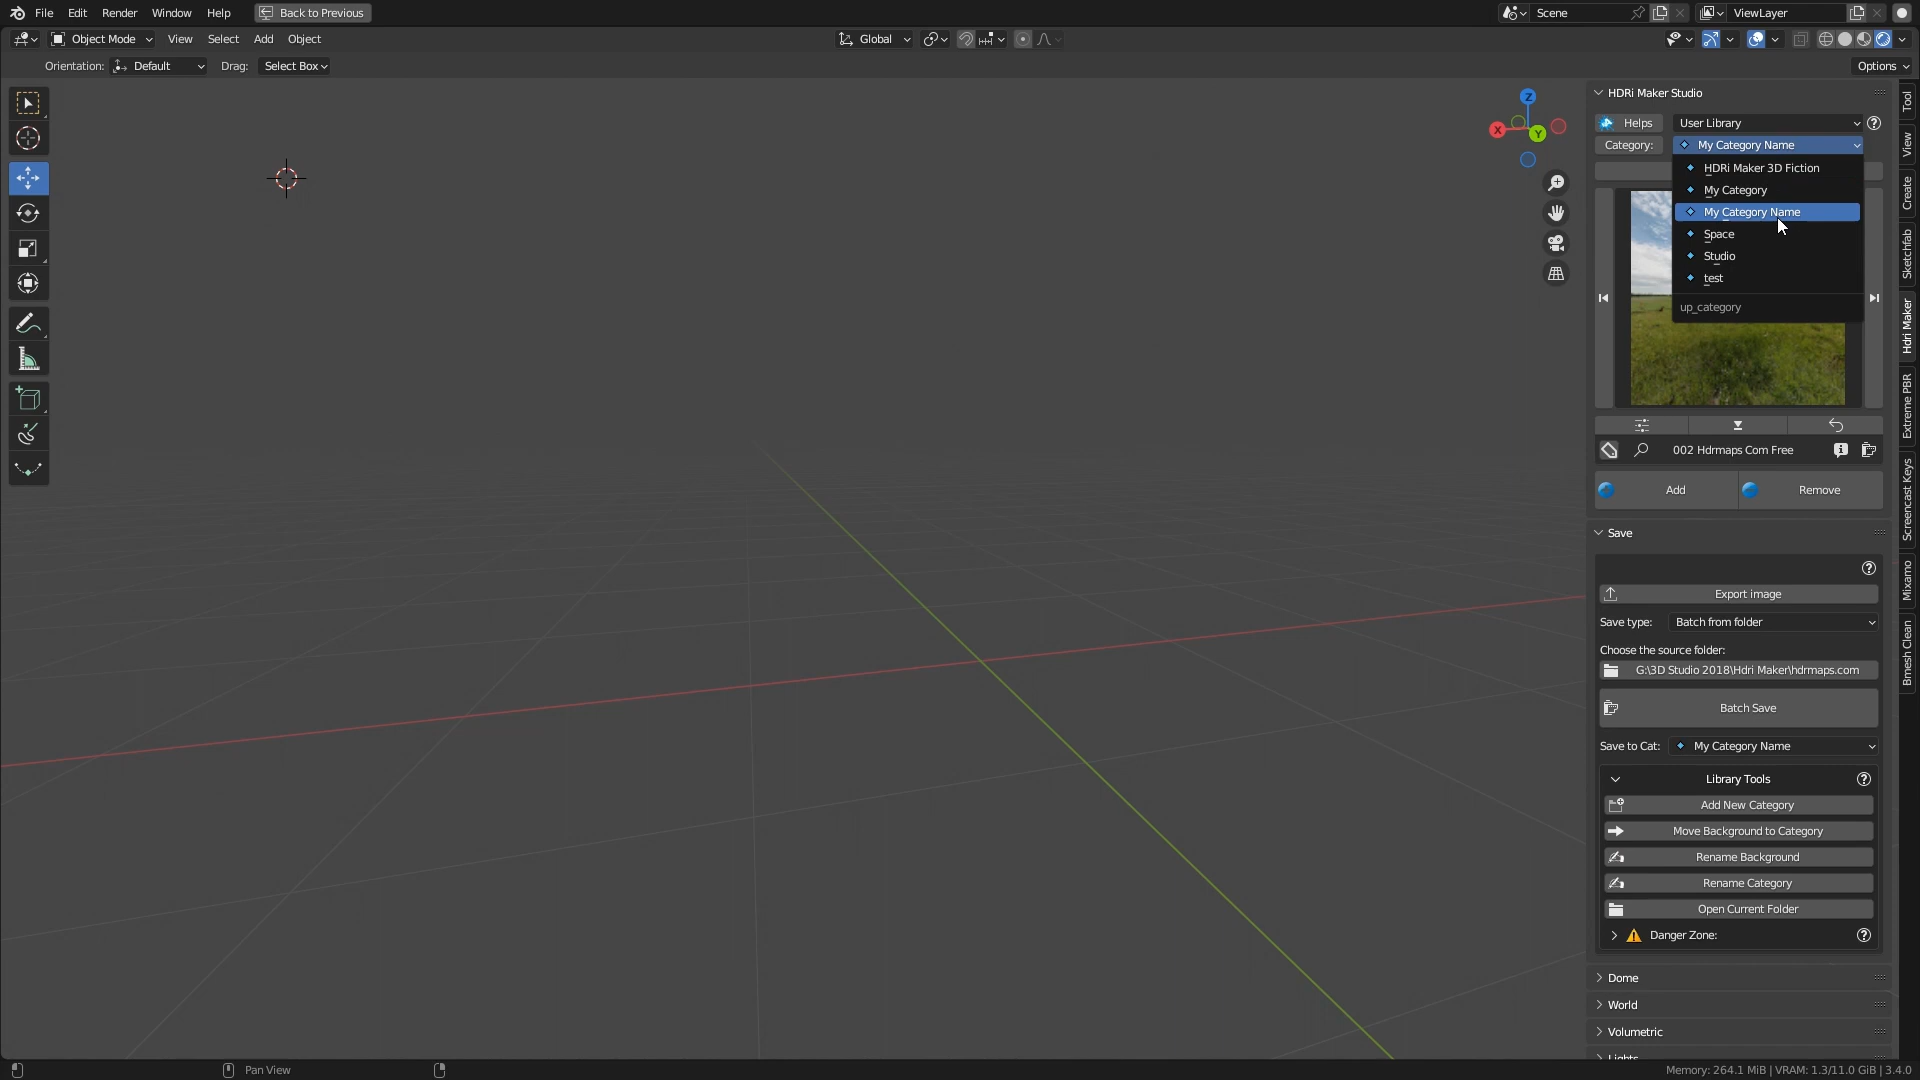 File Edit Render Window Help Back to Previous Scene ViewLayer
Object Mode View Select Add Object Global
Orientation: Default Drag: Select Box Options
HDRi Maker Studio
Helps User Library
Category: My Category Name
HDRi Maker 3D Fiction
My Category
My Category Name
Space
Studio
test
up_category
002 Hdrmaps Com Free
Add Remove
Save
Export image
Save type: Batch from folder
Choose the source folder:
G:\3D Studio 2018\Hdri Maker\hdrmaps.com
Batch Save
Save to Cat: My Category Name
Library Tools
Add New Category
Move Background to Category
Rename Background
Rename Category
Open Current Folder
Danger Zone:
Dome
World
Volumetric
Lights
Z
X
Y
Tool
View
Create
Sketchfab
Hdri Maker
Extreme PBR
Screencast Keys
Mixamo
Bmesh Clean
Pan View
Memory: 264.1 MiB | VRAM: 1.3/11.0 GiB | 3.4.0